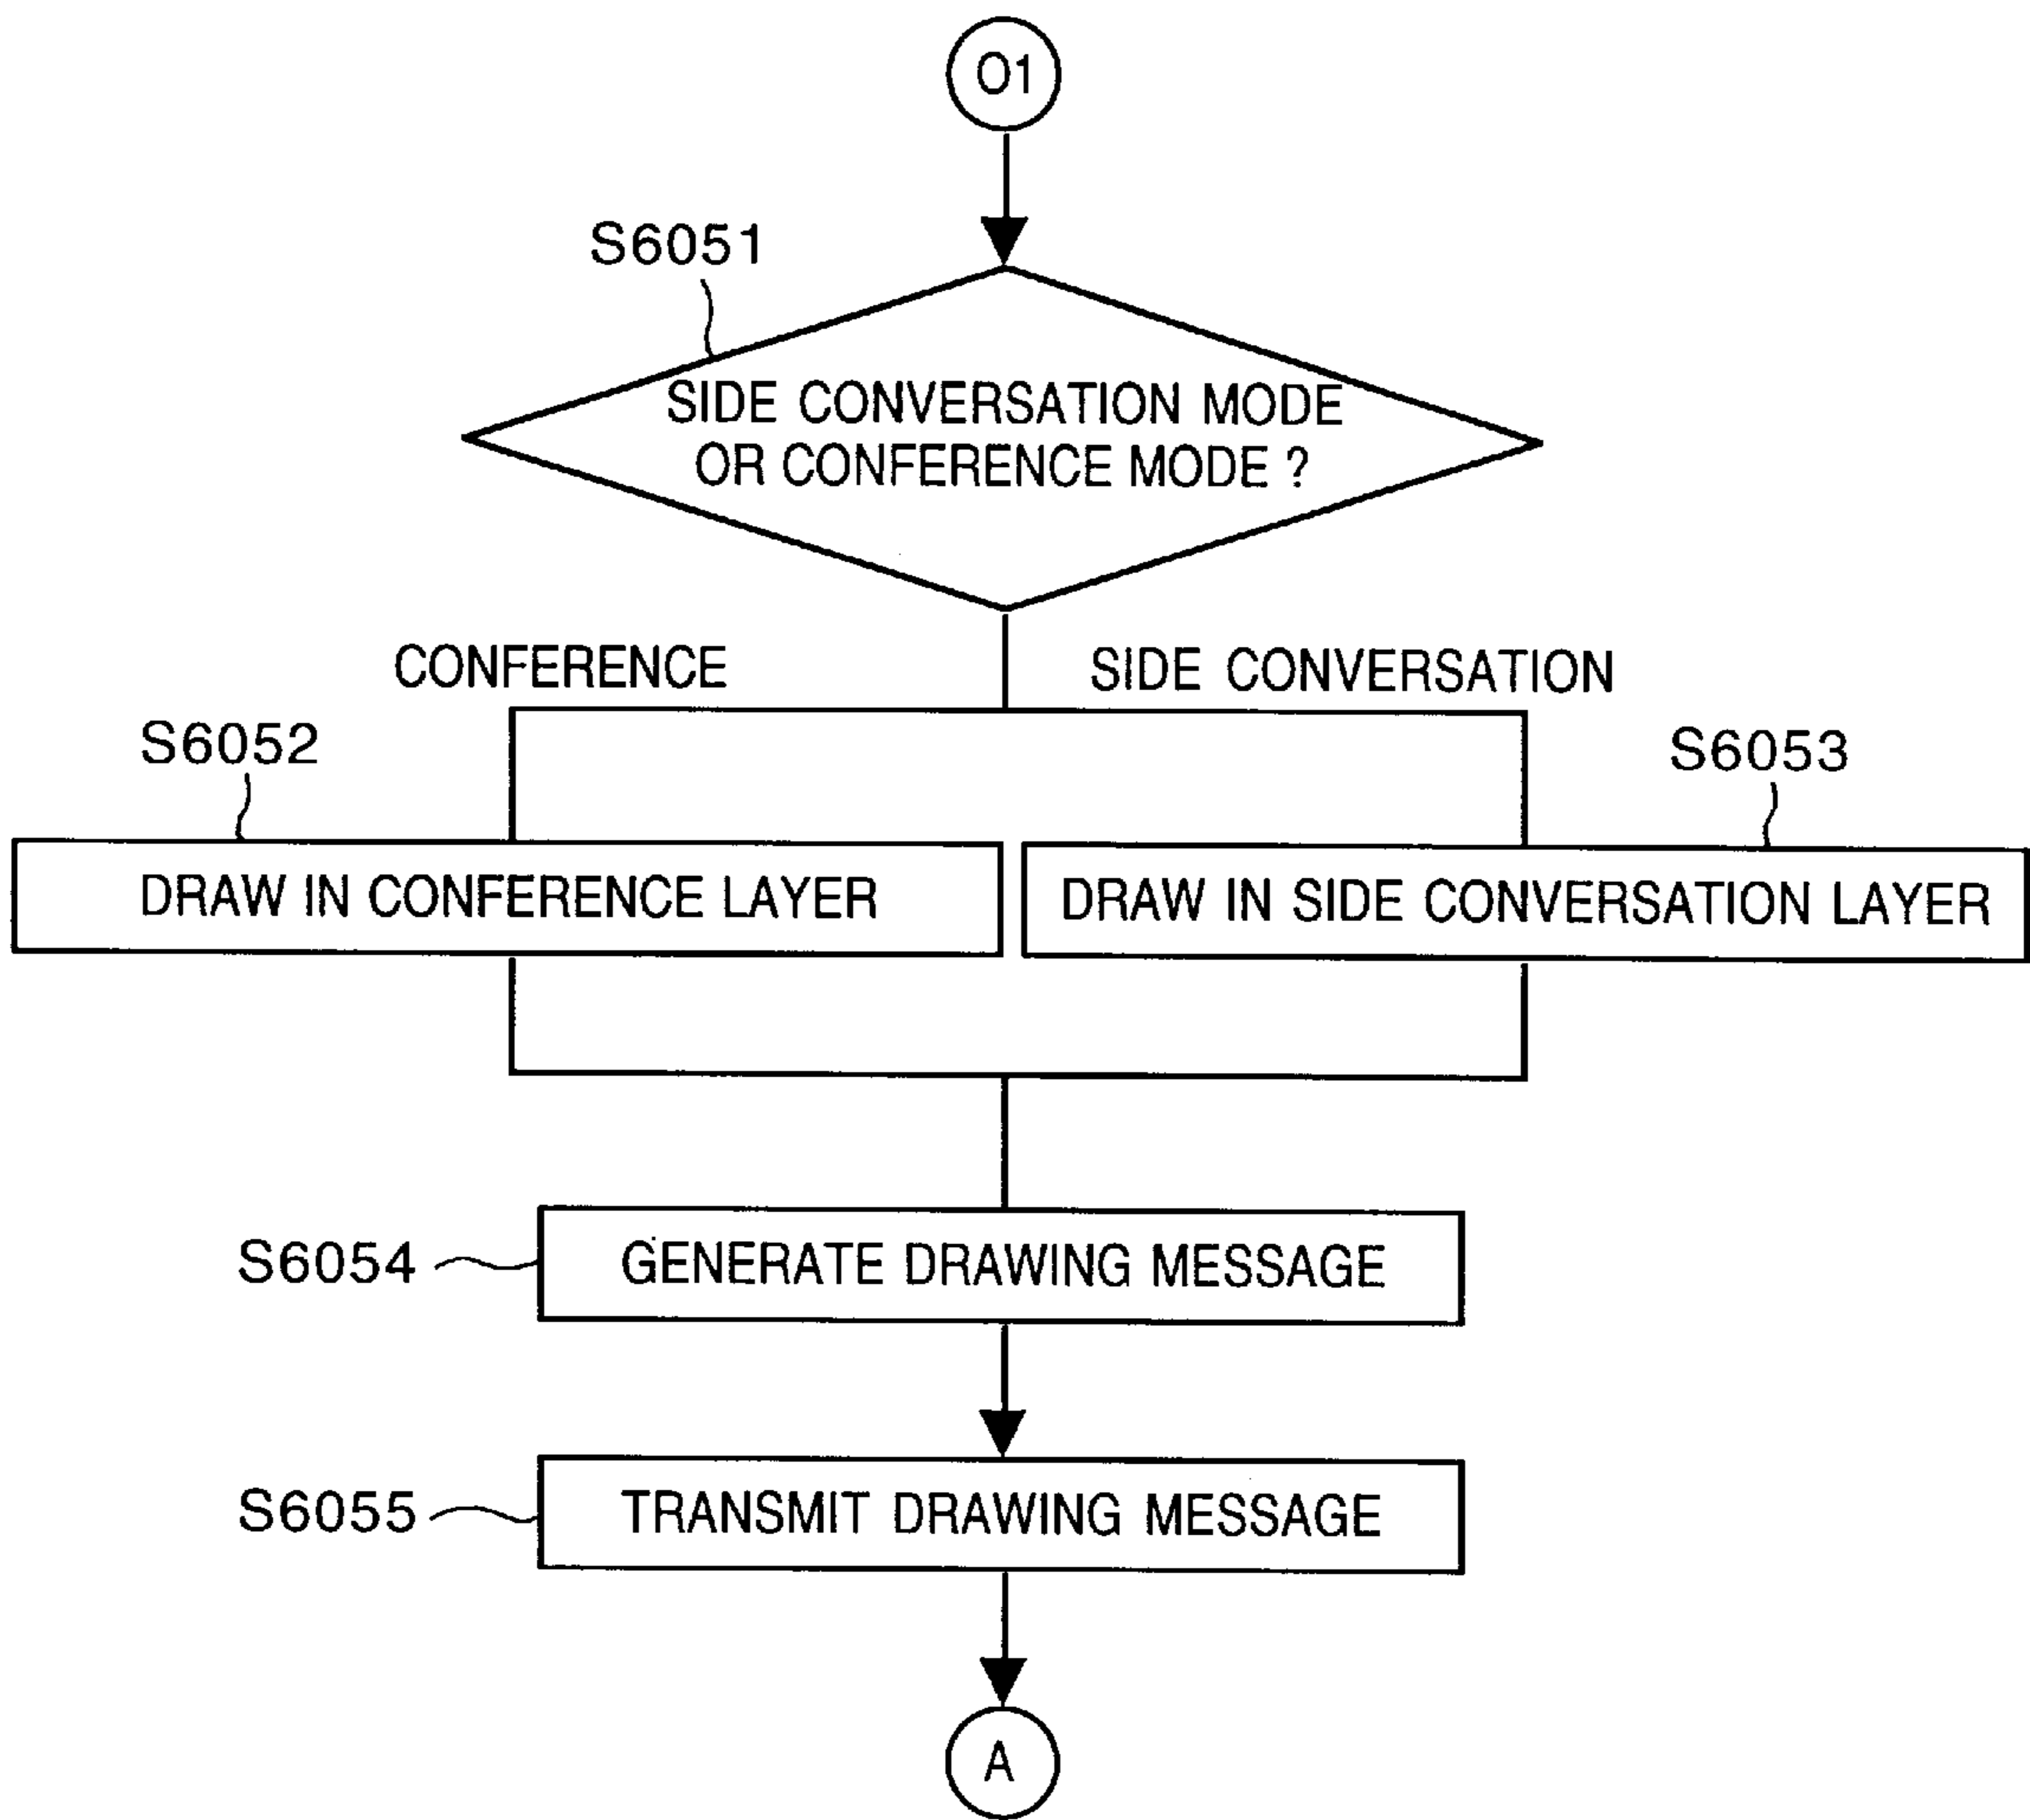 O1
S6051
SIDE CONVERSATION MODE
OR CONFERENCE MODE ?
CONFERENCE
SIDE CONVERSATION
S6052
S6053
DRAW IN CONFERENCE LAYER
DRAW IN SIDE CONVERSATION LAYER
S6054
GENERATE DRAWING MESSAGE
S6055
TRANSMIT DRAWING MESSAGE
A